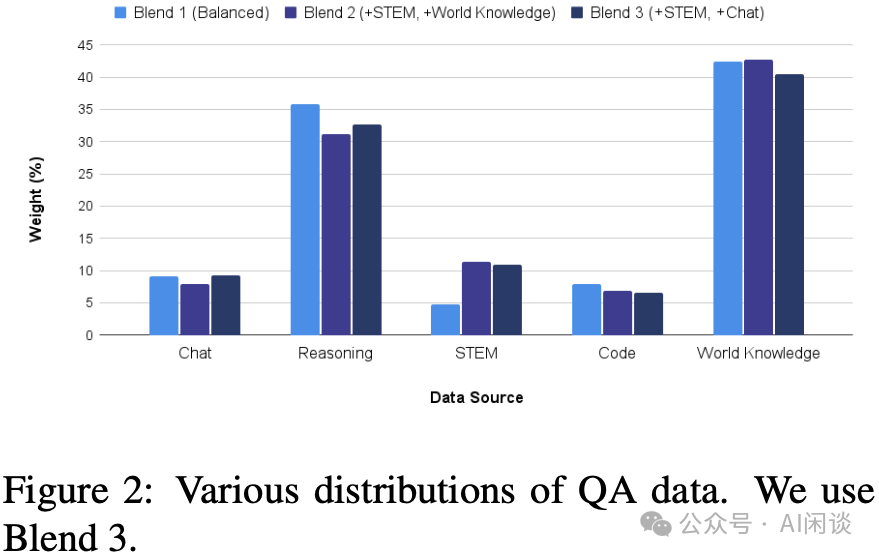 Blend 1 (Balanced) Blend 2 (+STEM, +World Knowledge) Blend 3 (+STEM, +Chat)
45
40
35
30
25
20
15
10
5
0
Weight (%)
Chat Reasoning STEM Code World Knowledge
Data Source
Figure 2: Various distributions of QA data. We use
Blend 3.
公众号 · AI闲谈